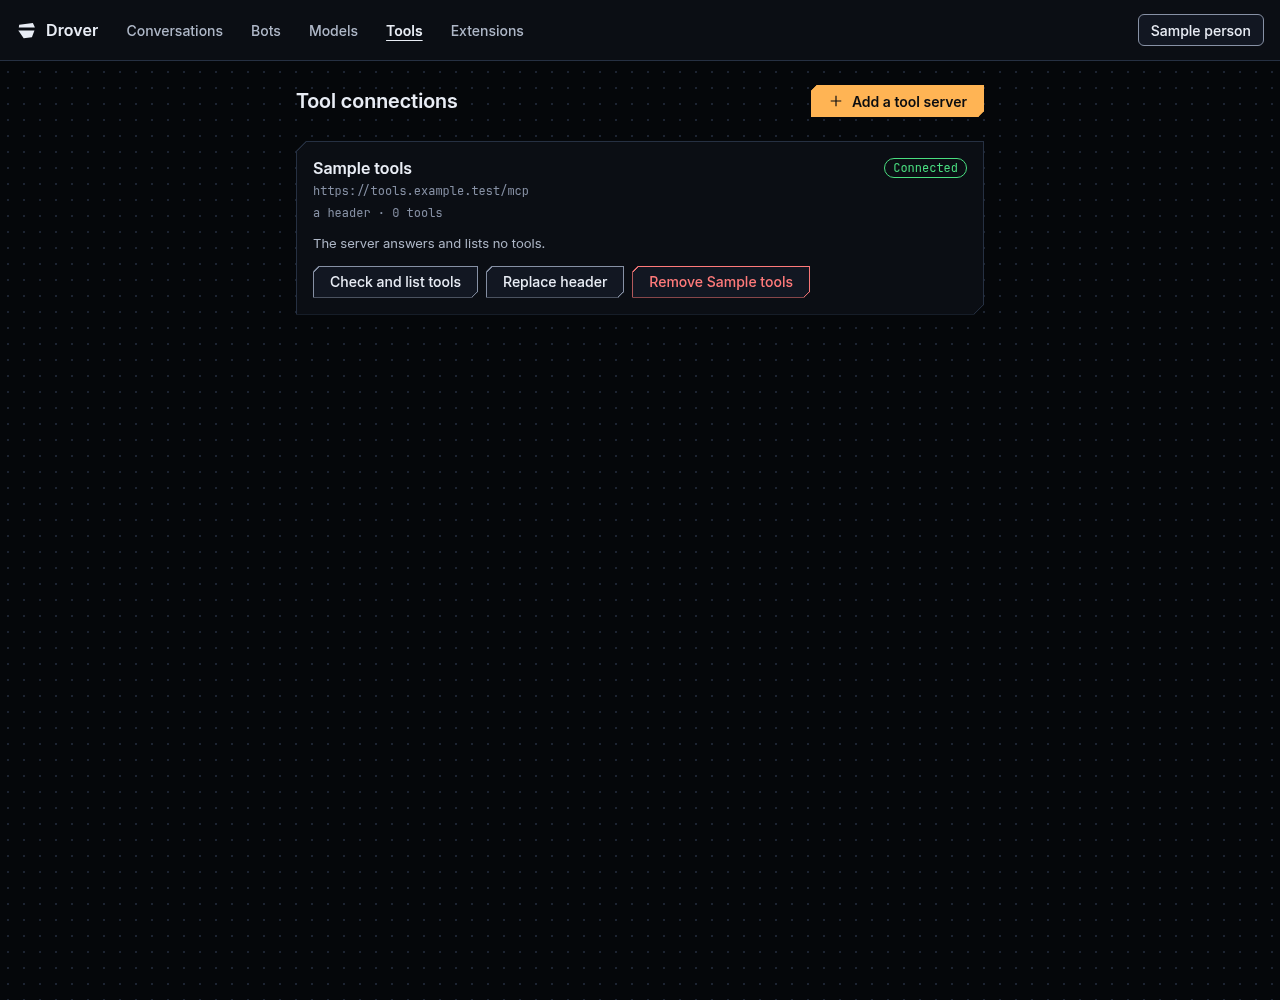 Drover Conversations Bots Models Tools Extensions Sample person
Tool connections
Add a tool server
Sample tools
Connected
https://tools.example.test/mcp
a header · 0 tools
The server answers and lists no tools.
Check and list tools Replace header Remove Sample tools